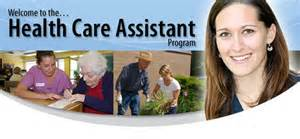 Welcome to the...
Health Care Assistant
Program